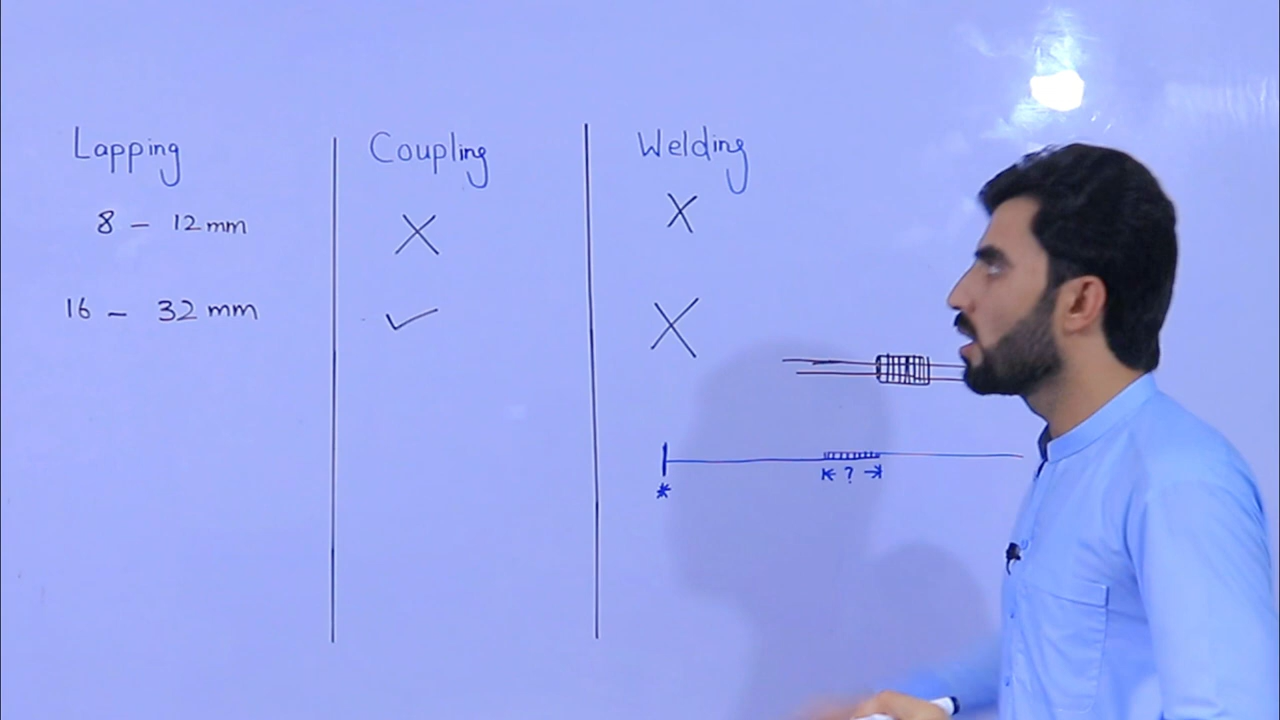 Lapping Coupling Welding
8 - 12 mm X X
16 - 32 mm ✓ X
* ?